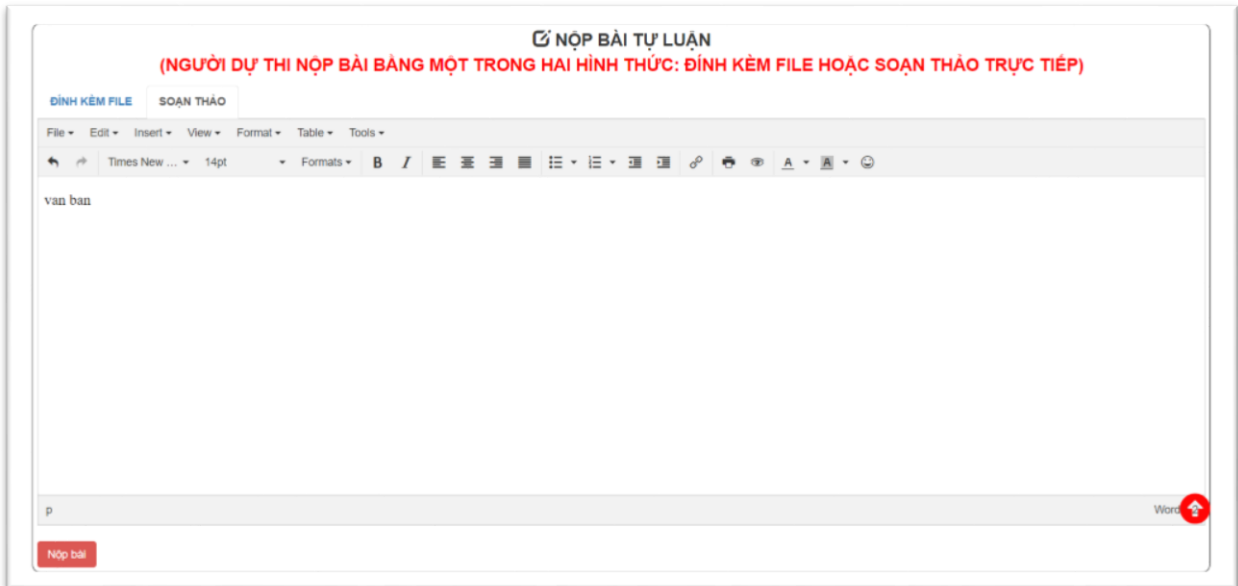 NỘP BÀI TỰ LUẬN
(NGƯỜI DỰ THI NỘP BÀI BẰNG MỘT TRONG HAI HÌNH THỨC: ĐÍNH KÈM FILE HOẶC SOẠN THẢO TRỰC TIẾP)
ĐÍNH KÈM FILE SOẠN THẢO
File Edit Insert View Format Table Tools
Times New ... 14pt Formats B I A A
van ban
p Word
Nộp bài